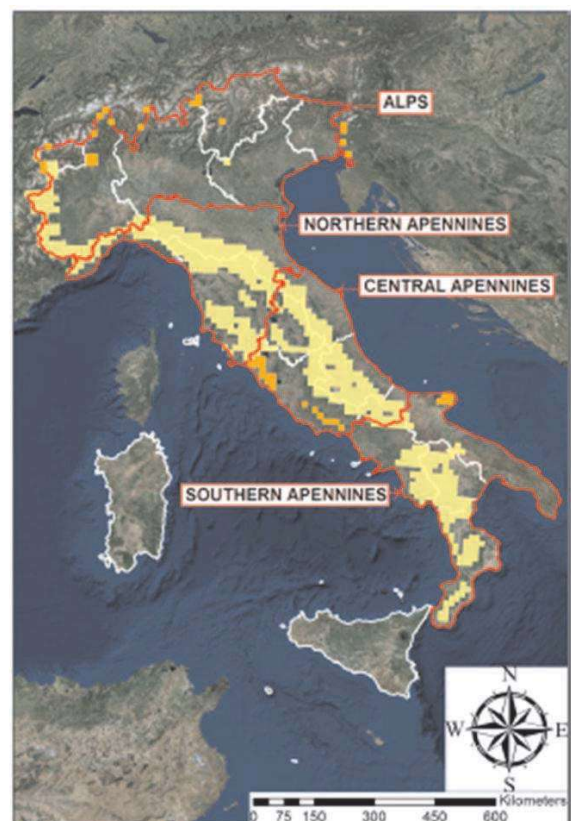 ALPS
NORTHERN APENNINES
CENTRAL APENNINES
SOUTHERN APENNINES
N
W E
S
Kilometers
0 75 150 300 450 600